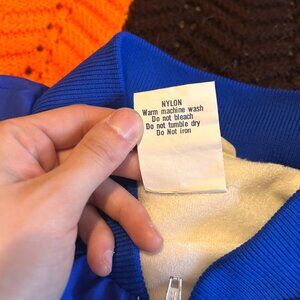 NYLON
Warm machine wash
Do not bleach
Do not tumble dry
Do Not iron